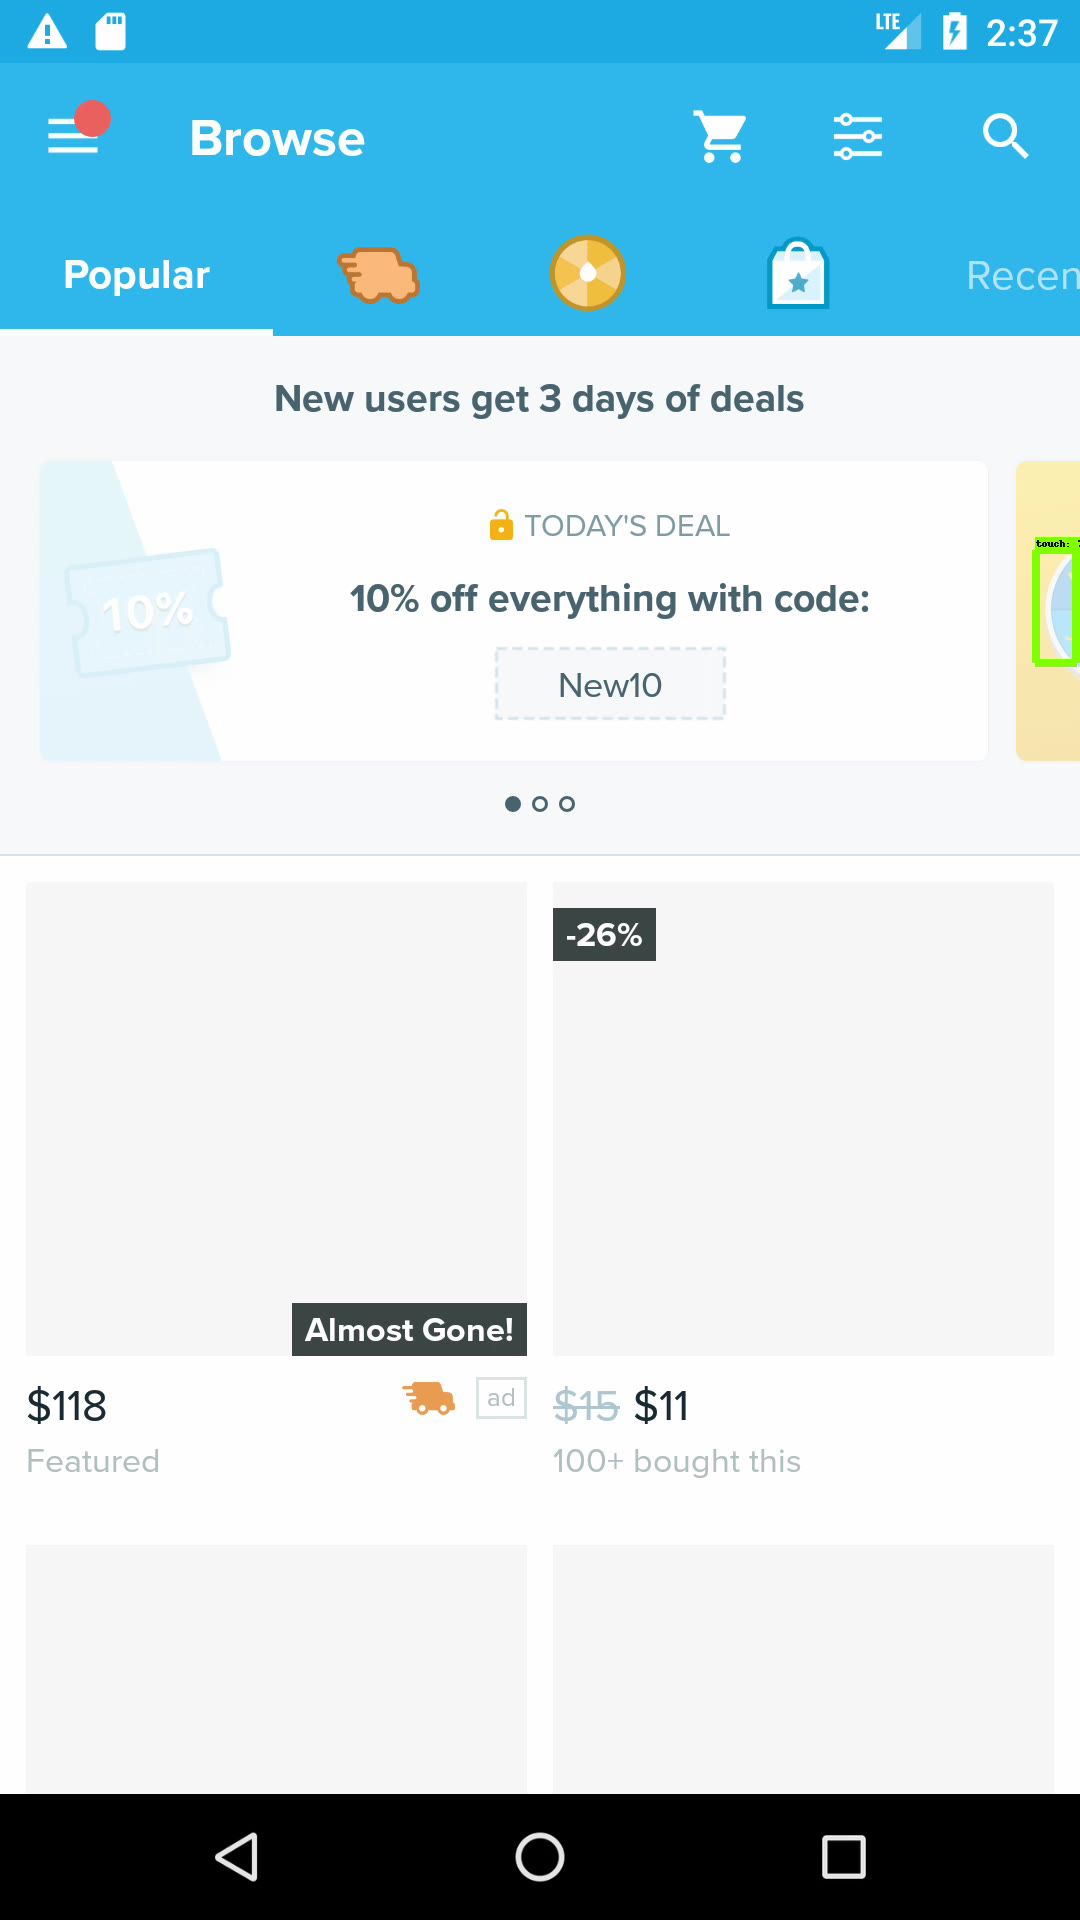 LTE 2:37
Browse
Popular
Recen
New users get 3 days of deals
TODAY'S DEAL
10%
10% off everything with code:
New10
touch:
-26%
Almost Gone!
$118 ad
Featured
$15 $11
100+ bought this